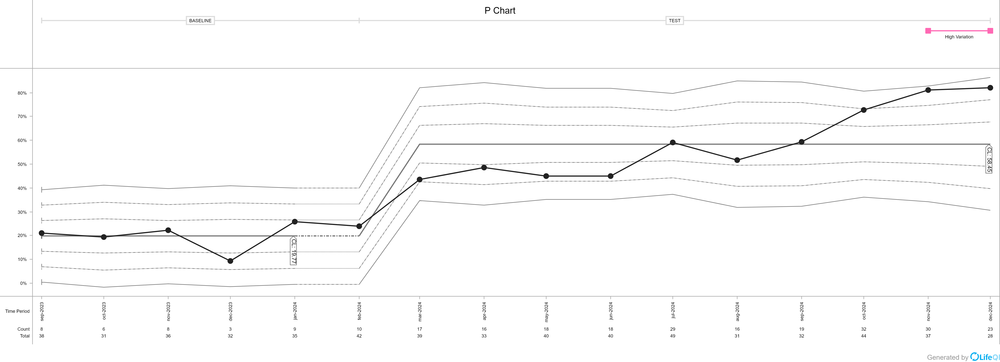 P Chart
BASELINE
TEST
High Variation
80%
70%
60%
50%
40%
30%
20%
10%
0%
CL: 19.77
CL: 58.45
Time Period
sep-2023
oct-2023
nov-2023
dec-2023
jan-2024
feb-2024
mar-2024
apr-2024
may-2024
jun-2024
jul-2024
aug-2024
sep-2024
oct-2024
nov-2024
dec-2024
Count 8 6 8 3 9 10 17 16 18 18 29 16 19 32 30 23
Total 38 31 36 32 35 42 39 33 40 40 49 31 32 44 37 28
Generated by LifeQI